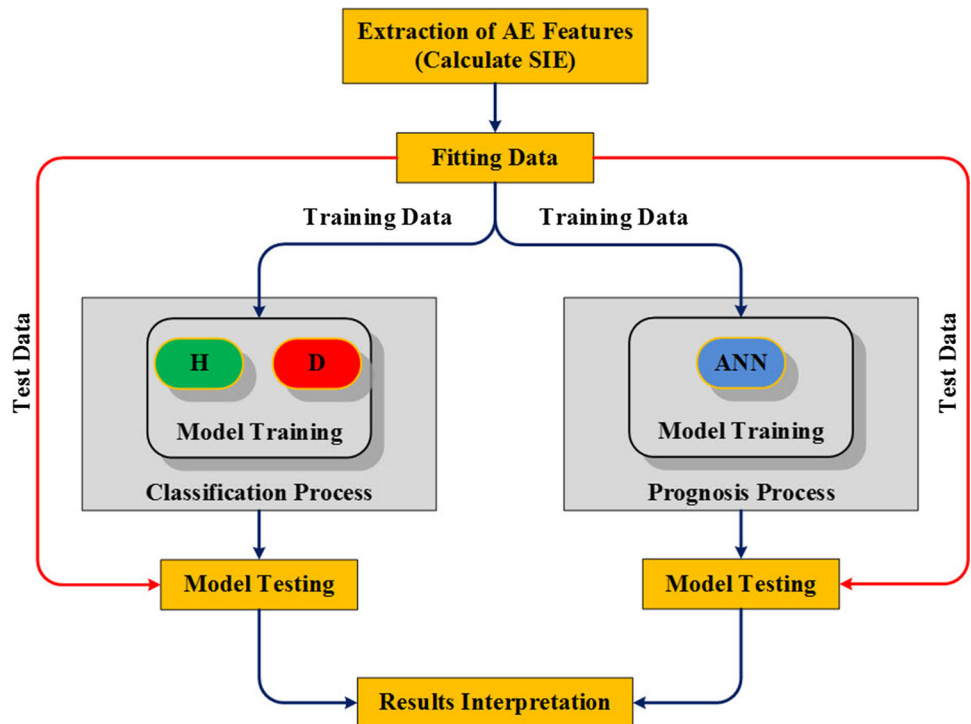 Extraction of AE Features
(Calculate SIE)
Fitting Data
Training Data
Training Data
Test Data
Test Data
H
D
Model Training
Classification Process
ANN
Model Training
Prognosis Process
Model Testing
Model Testing
Results Interpretation